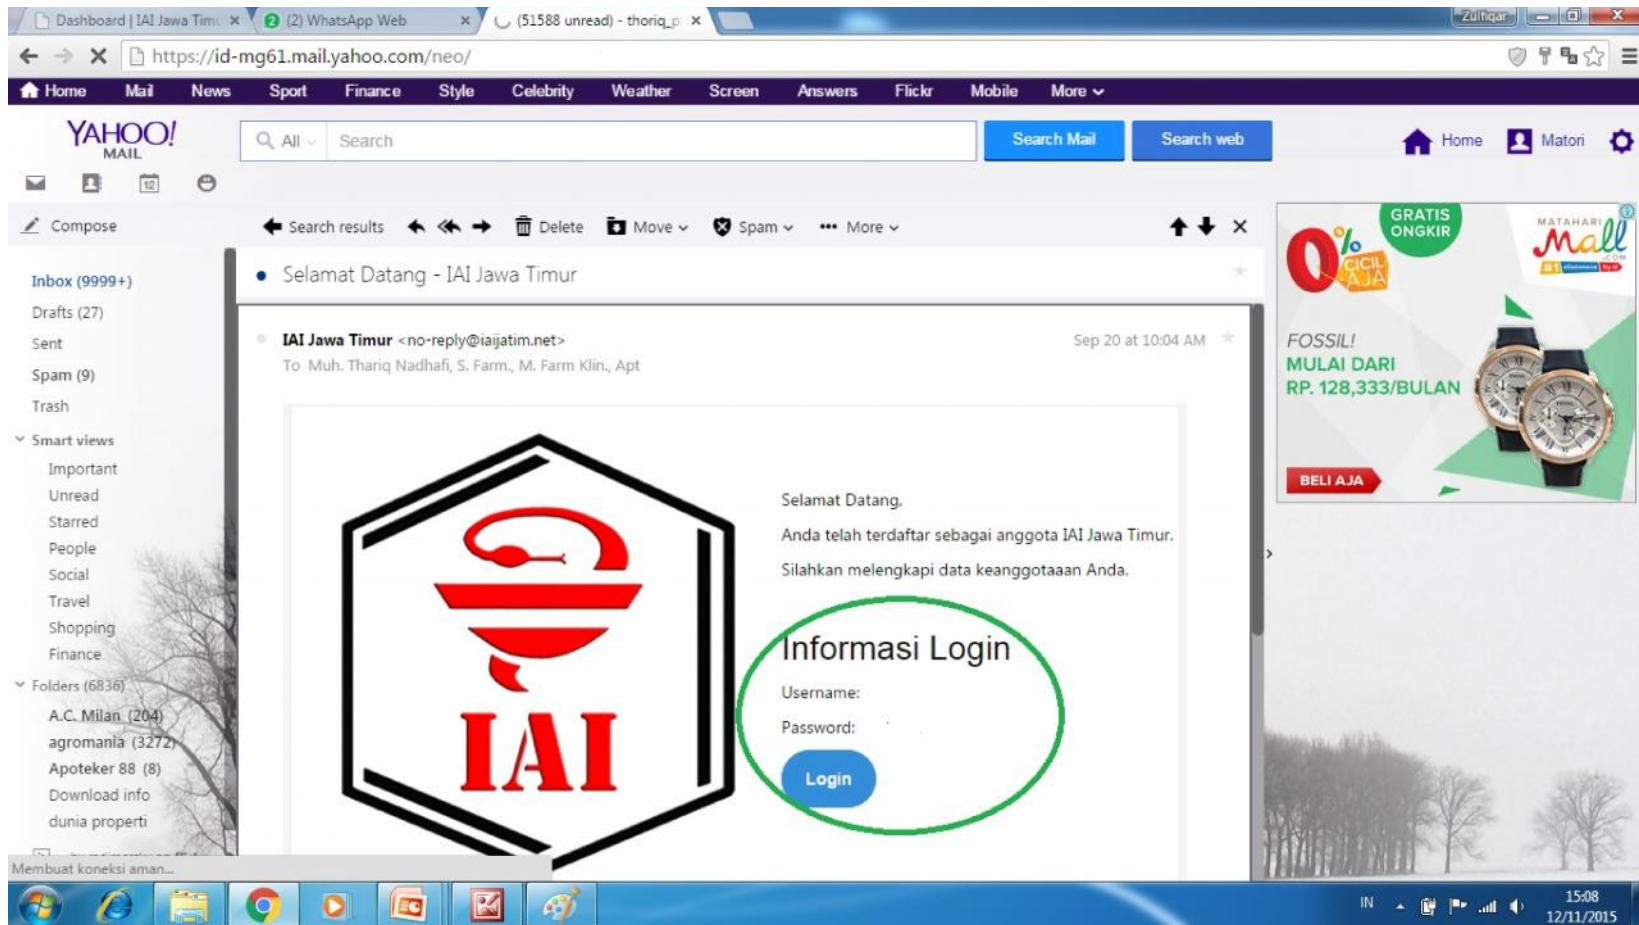 Dashboard | IAI Jawa Timu
(2) WhatsApp Web
(51588 unread) - thoriq_p
Zulfiqar
https://id-mg61.mail.yahoo.com/neo/
Home Mail News Sport Finance Style Celebrity Weather Screen Answers Flickr Mobile More
YAHOO!
MAIL
All Search Search Mail Search web Home Matori
12
Compose
Search results Delete Move Spam More
Inbox (9999+)
Drafts (27)
Sent
Spam (9)
Trash
Smart views
Important
Unread
Starred
People
Social
Travel
Shopping
Finance
Folders (6836)
A.C. Milan (204)
agromania (3272)
Apoteker 88 (8)
Download info
dunia properti
Membuat koneksi aman...
Selamat Datang - IAI Jawa Timur
IAI Jawa Timur <no-reply@iaijatim.net> Sep 20 at 10:04 AM
To Muh. Thariq Nadhafi, S. Farm., M. Farm Klin., Apt
IAI
Selamat Datang,
Anda telah terdaftar sebagai anggota IAI Jawa Timur.
Silahkan melengkapi data keanggotaaan Anda.
Informasi Login
Username:
Password:
Login
0%
CICIL
AJA
GRATIS
ONGKIR
MATAHARI
Mall
.COM
#1
FOSSIL!
MULAI DARI
RP. 128,333/BULAN
BELI AJA
IN
15:08
12/11/2015